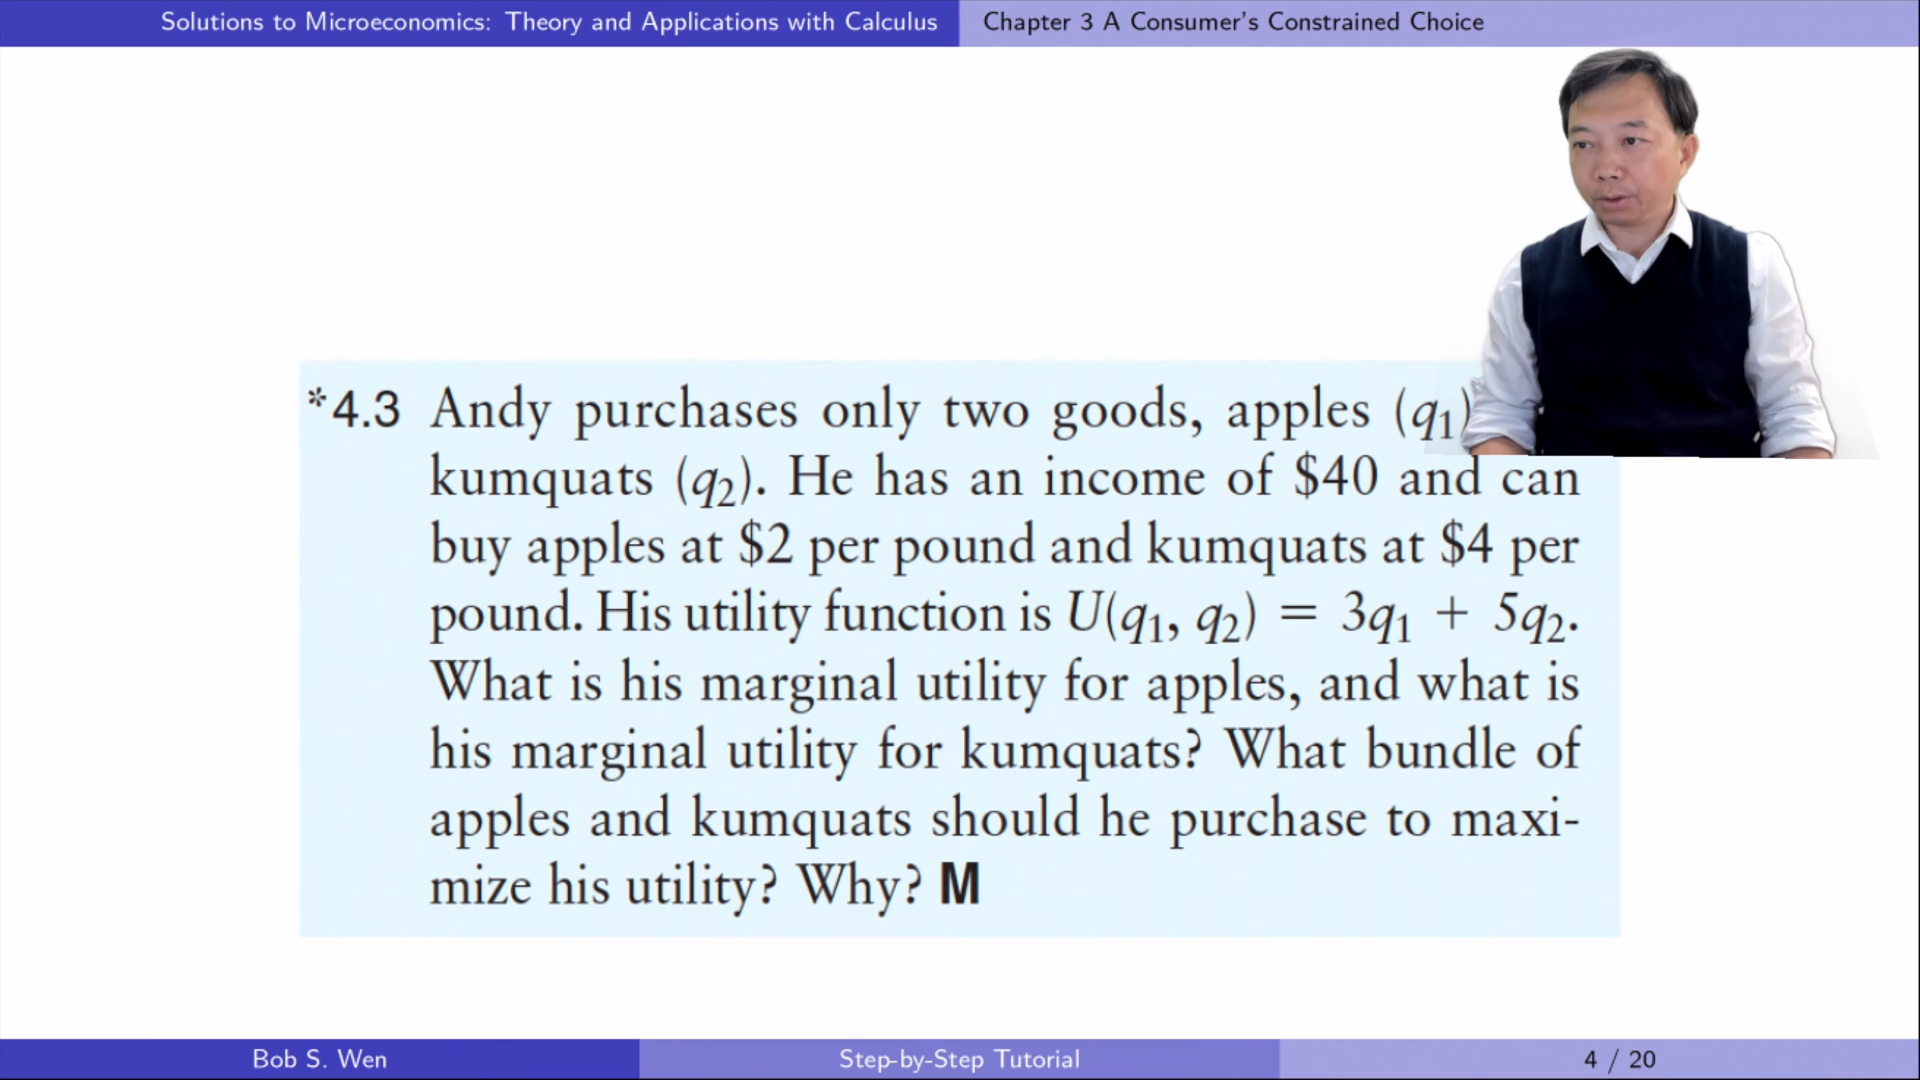 Solutions to Microeconomics: Theory and Applications with Calculus
Chapter 3 A Consumer's Constrained Choice
*4.3 Andy purchases only two goods, apples (q₁)
kumquats (q₂). He has an income of $40 and can
buy apples at $2 per pound and kumquats at $4 per
pound. His utility function is U(q₁, q₂) = 3q₁ + 5q₂.
What is his marginal utility for apples, and what is
his marginal utility for kumquats? What bundle of
apples and kumquats should he purchase to maxi-
mize his utility? Why? M
Bob S. Wen
Step-by-Step Tutorial
4 / 20